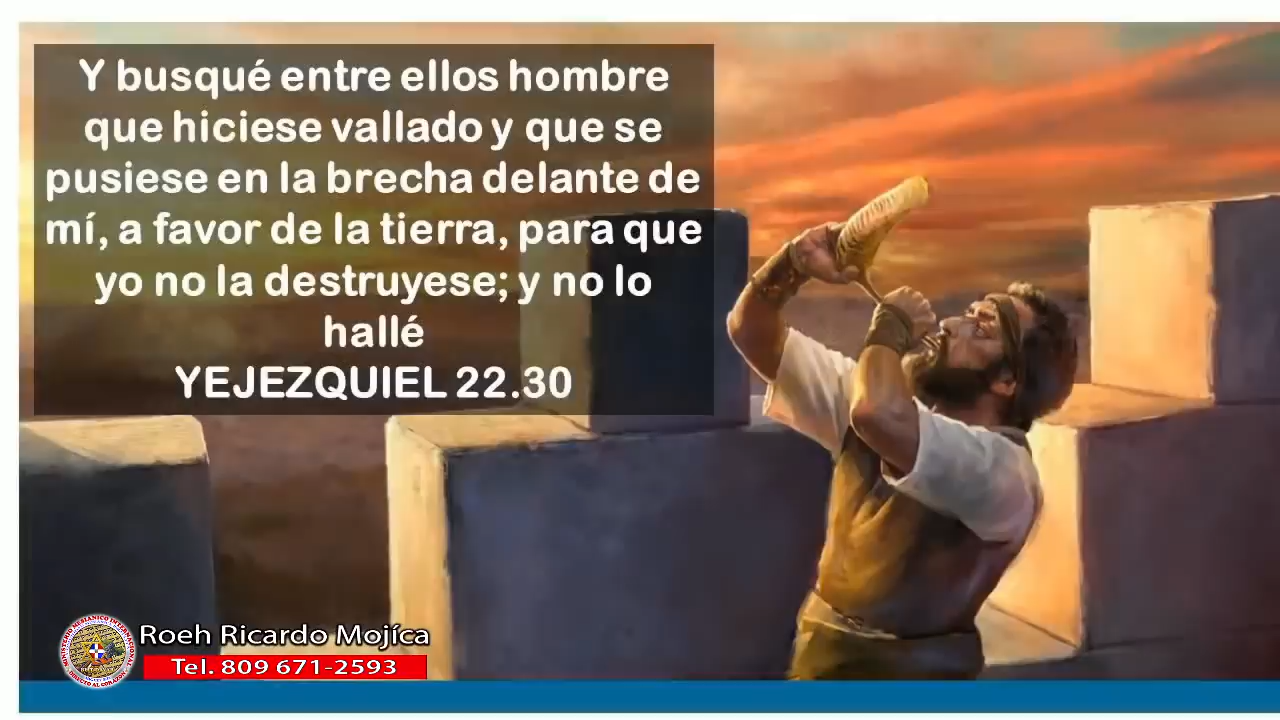 Y busqué entre ellos hombre
que hiciese vallado y que se
pusiese en la brecha delante de
mí, a favor de la tierra, para que
yo no la destruyese; y no lo
hallé
YEJEZQUIEL 22.30
Roeh Ricardo Mojíca
Tel. 809 671-2593